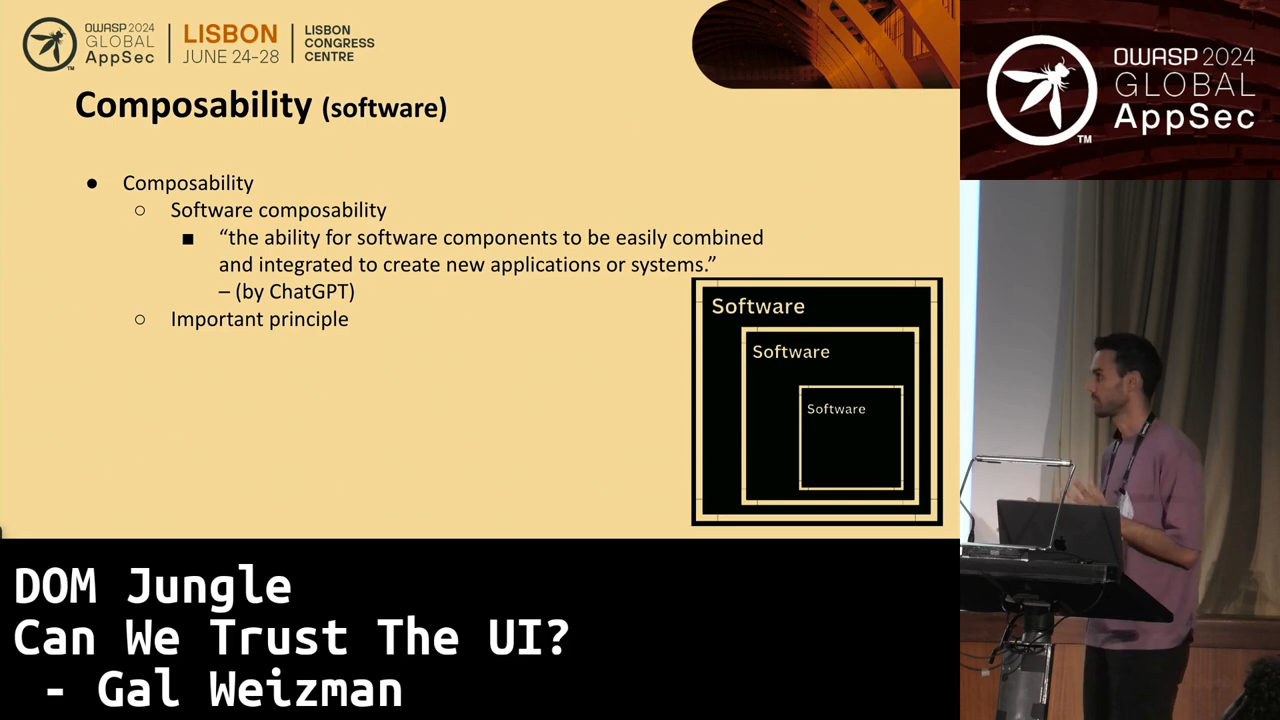 OWASP 2024
GLOBAL
AppSec
TM
LISBON
JUNE 24-28
LISBON
CONGRESS
CENTRE
OWASP 2024
GLOBAL
AppSec
TM
Composability (software)
● Composability
○ Software composability
■ “the ability for software components to be easily combined
and integrated to create new applications or systems.”
– (by ChatGPT)
○ Important principle
Software
Software
Software
DOM Jungle
Can We Trust The UI?
- Gal Weizman